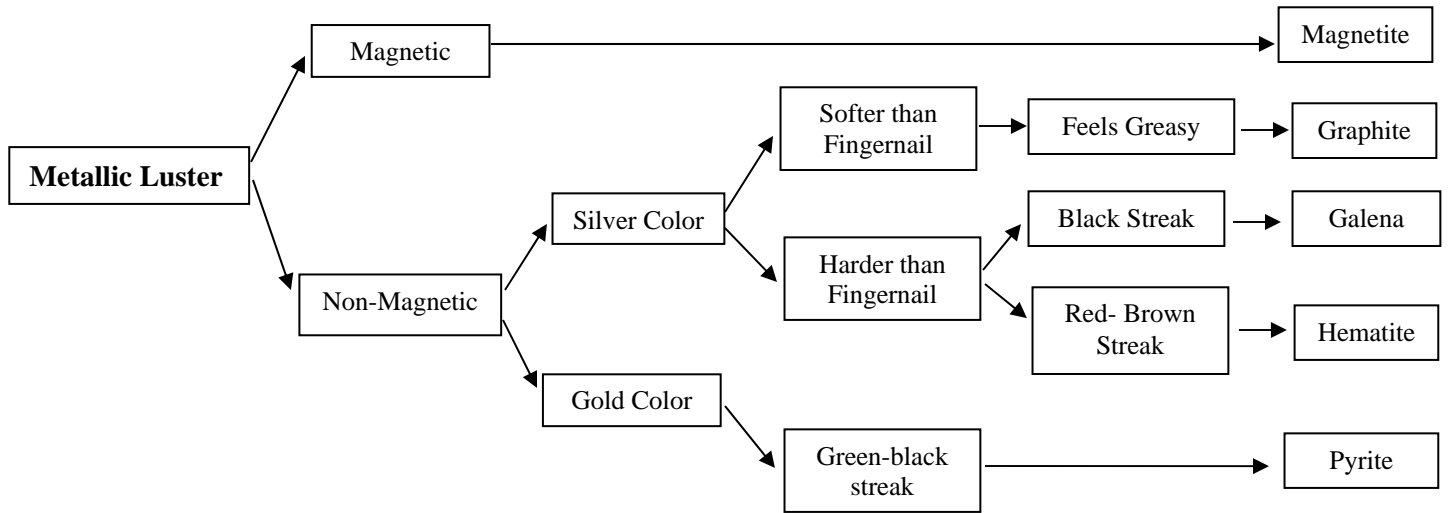 Magnetic
Magnetite
Softer than
Fingernail
Feels Greasy
Graphite
Metallic Luster
Silver Color
Black Streak
Galena
Harder than
Fingernail
Non-Magnetic
Red- Brown
Streak
Hematite
Gold Color
Green-black
streak
Pyrite